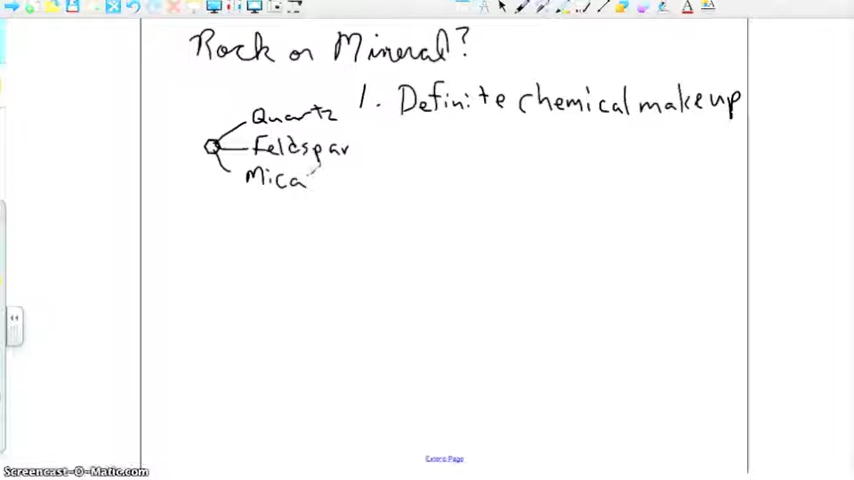 Rock or Mineral?
1. Definite chemical makeup
Quartz
Feldspar
Mica
Extend Page
Screencast-O-Matic.com